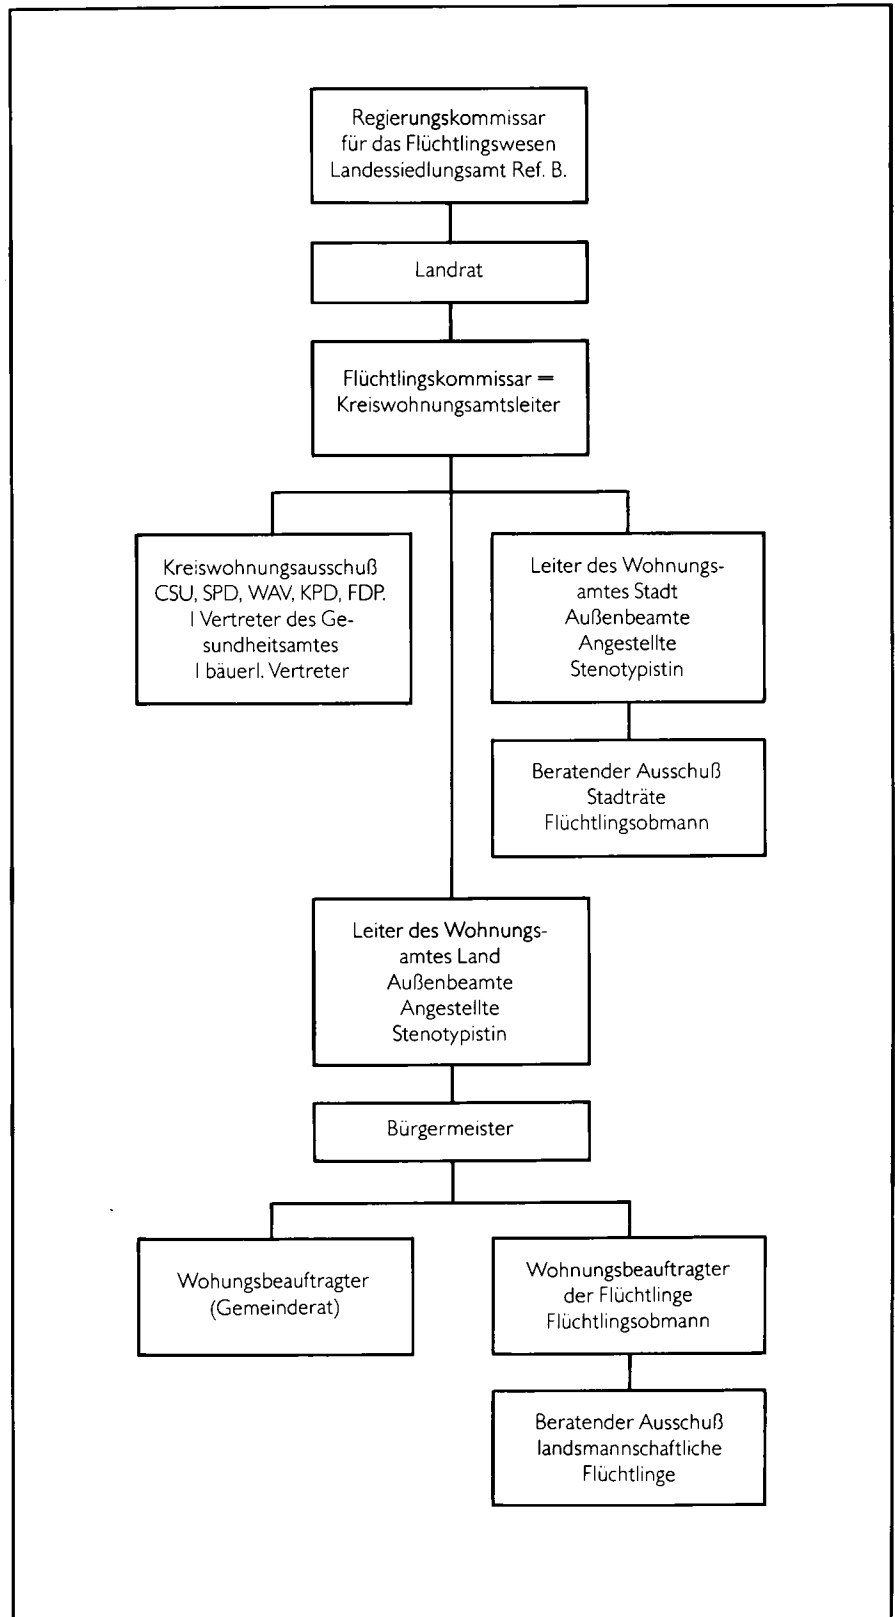 Regierungskommissar
für das Flüchtlingswesen
Landessiedlungsamt Ref. B.
Landrat
Flüchtlingskommissar =
Kreiswohnungsamtsleiter
Kreiswohnungsausschuß
CSU, SPD, WAV, KPD, FDP.
1 Vertreter des Ge-
sundheitsamtes
1 bäuerl. Vertreter
Leiter des Wohnungs-
amtes Stadt
Außenbeamte
Angestellte
Stenotypistin
Beratender Ausschuß
Stadträte
Flüchtlingsobmann
Leiter des Wohnungs-
amtes Land
Außenbeamte
Angestellte
Stenotypistin
Bürgermeister
Wohungsbeauftragter
(Gemeinderat)
Wohnungsbeauftragter
der Flüchtlinge
Flüchtlingsobmann
Beratender Ausschuß
landsmannschaftliche
Flüchtlinge